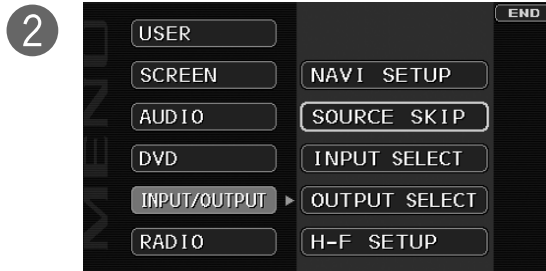 2
END
MENU
USER
SCREEN
AUDIO
DVD
INPUT/OUTPUT
RADIO
NAVI SETUP
SOURCE SKIP
INPUT SELECT
OUTPUT SELECT
H-F SETUP